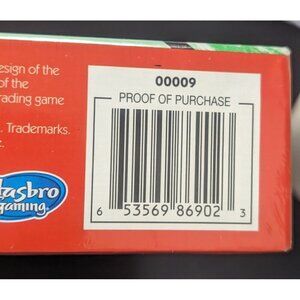 esign of the
of the
rading game
. Trademarks.
Hasbro
gaming
00009
PROOF OF PURCHASE
6 53569 86902 3